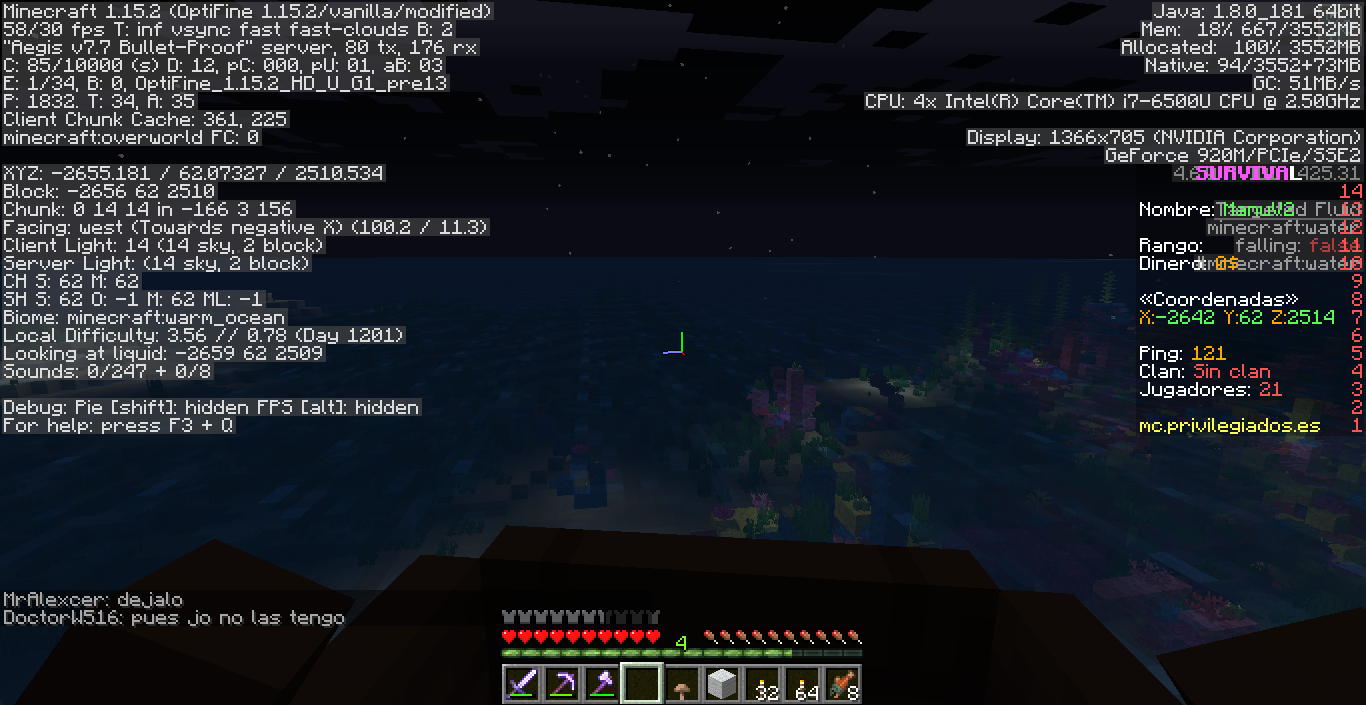 Minecraft 1.15.2 (OptiFine 1.15.2/vanilla/modified)
58/30 fps T: inf vsync fast fast-clouds B: 2
"Aegis v7.7 Bullet-Proof" server, 80 tx, 176 rx
C: 85/10000 (s) D: 12, pC: 000, pU: 01, aB: 03
E: 1/34, B: 0, OptiFine_1.15.2_HD_U_G1_pre13
P: 1832. T: 34, A: 35
Client Chunk Cache: 361, 225
minecraft:overworld FC: 0
XYZ: -2655.181 / 62.07327 / 2510.534
Block: -2656 62 2510
Chunk: 0 14 14 in -166 3 156
Facing: west (Towards negative X) (100.2 / 11.3)
Client Light: 14 (14 sky, 2 block)
Server Light: (14 sky, 2 block)
CH S: 62 M: 62
SH S: 62 O: -1 M: 62 ML: -1
Biome: minecraft:warm_ocean
Local Difficulty: 3.56 // 0.78 (Day 1201)
Looking at liquid: -2659 62 2509
Sounds: 0/247 + 0/8
Debug: Pie [shift]: hidden FPS [alt]: hidden
For help: press F3 + Q
Java: 1.8.0_181 64bit
Mem: 18% 667/3552MB
Allocated: 100% 3552MB
Native: 94/3552+73MB
GC: 51MB/s
CPU: 4x Intel(R) Core(TM) i7-6500U CPU @ 2.50GHz
Display: 1366x705 (NVIDIA Corporation)
GeForce 920M/PCIe/SSE2
SURVIVAL 425.31
14
Nombre: 13
minecraft:water 12
Rango: falling: false 11
Dinero: 0$ 10
9
«Coordenadas» 8
X:-2642 Y:62 Z:2514 7
6
Ping: 121 5
Clan: Sin clan 4
Jugadores: 21 3
2
mc.privilegiados.es 1
MrAlexcer: dejalo
DoctorW516: pues jo no las tengo
4
32 64 8